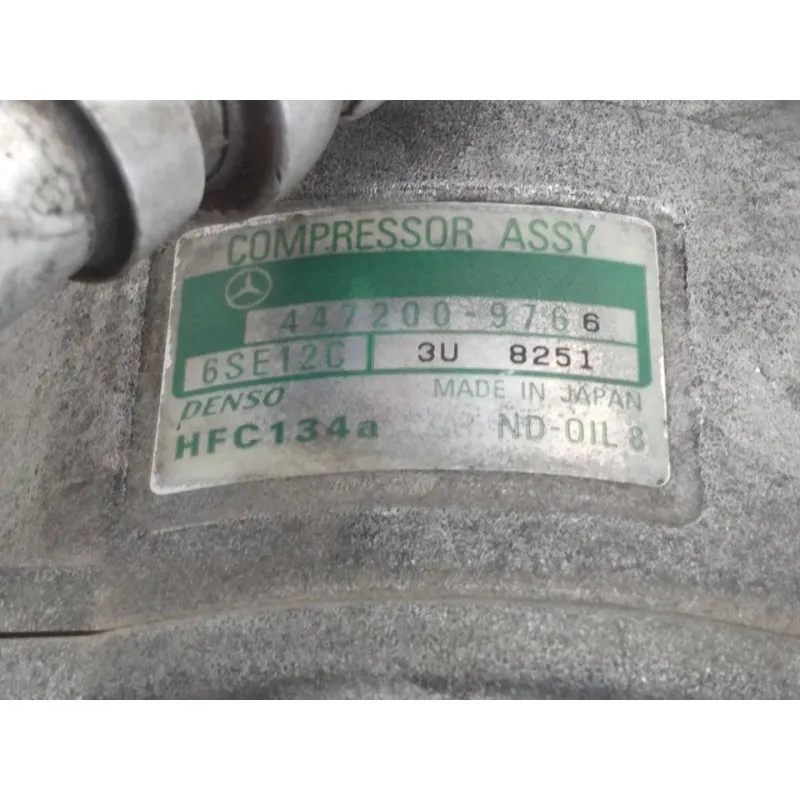 COMPRESSOR ASSY
447200-9766
6SE12C 3U 8251
DENSO MADE IN JAPAN
HFC134a ND-OIL 8